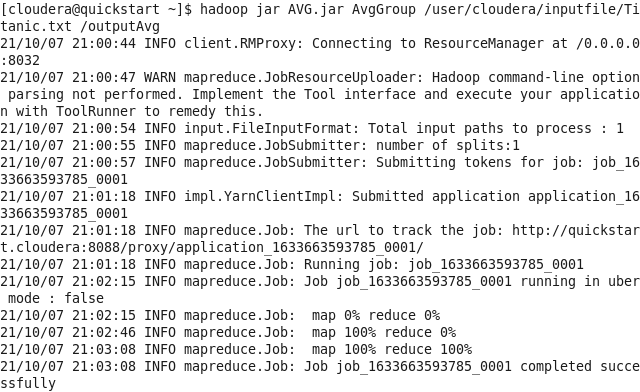 [cloudera@quickstart ~]$ hadoop jar AVG.jar AvgGroup /user/cloudera/inputfile/Ti
tanic.txt /outputAvg
21/10/07 21:00:44 INFO client.RMProxy: Connecting to ResourceManager at /0.0.0.0
:8032
21/10/07 21:00:47 WARN mapreduce.JobResourceUploader: Hadoop command-line option
 parsing not performed. Implement the Tool interface and execute your applicatio
n with ToolRunner to remedy this.
21/10/07 21:00:54 INFO input.FileInputFormat: Total input paths to process : 1
21/10/07 21:00:55 INFO mapreduce.JobSubmitter: number of splits:1
21/10/07 21:00:57 INFO mapreduce.JobSubmitter: Submitting tokens for job: job_16
33663593785_0001
21/10/07 21:01:18 INFO impl.YarnClientImpl: Submitted application application_16
33663593785_0001
21/10/07 21:01:18 INFO mapreduce.Job: The url to track the job: http://quickstar
t.cloudera:8088/proxy/application_1633663593785_0001/
21/10/07 21:01:18 INFO mapreduce.Job: Running job: job_1633663593785_0001
21/10/07 21:02:15 INFO mapreduce.Job: Job job_1633663593785_0001 running in uber
 mode : false
21/10/07 21:02:15 INFO mapreduce.Job:  map 0% reduce 0%
21/10/07 21:02:46 INFO mapreduce.Job:  map 100% reduce 0%
21/10/07 21:03:08 INFO mapreduce.Job:  map 100% reduce 100%
21/10/07 21:03:08 INFO mapreduce.Job: Job job_1633663593785_0001 completed succe
ssfully